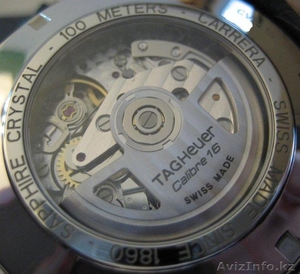 SAPPHIRE CRYSTAL - 100 METERS - CARRERA - SWISS MADE SINCE 1860 -
TAGHeuer
Calibre 16
SWISS MADE
AvizInfo.kz